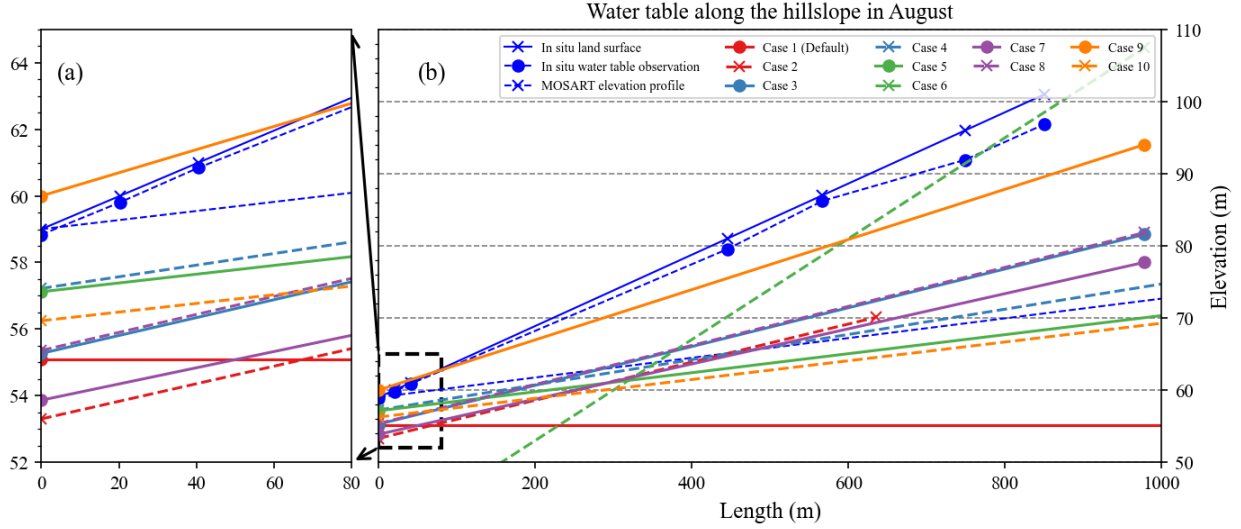 Water table along the hillslope in August
(a)
64
62
60
58
56
54
52
0
20
40
60
80
(b)
In situ land surface
In situ water table observation
MOSART elevation profile
Case 1 (Default)
Case 2
Case 3
Case 4
Case 5
Case 6
Case 7
Case 8
Case 9
Case 10
110
100
90
80
70
60
50
Elevation (m)
0
200
400
600
800
1000
Length (m)